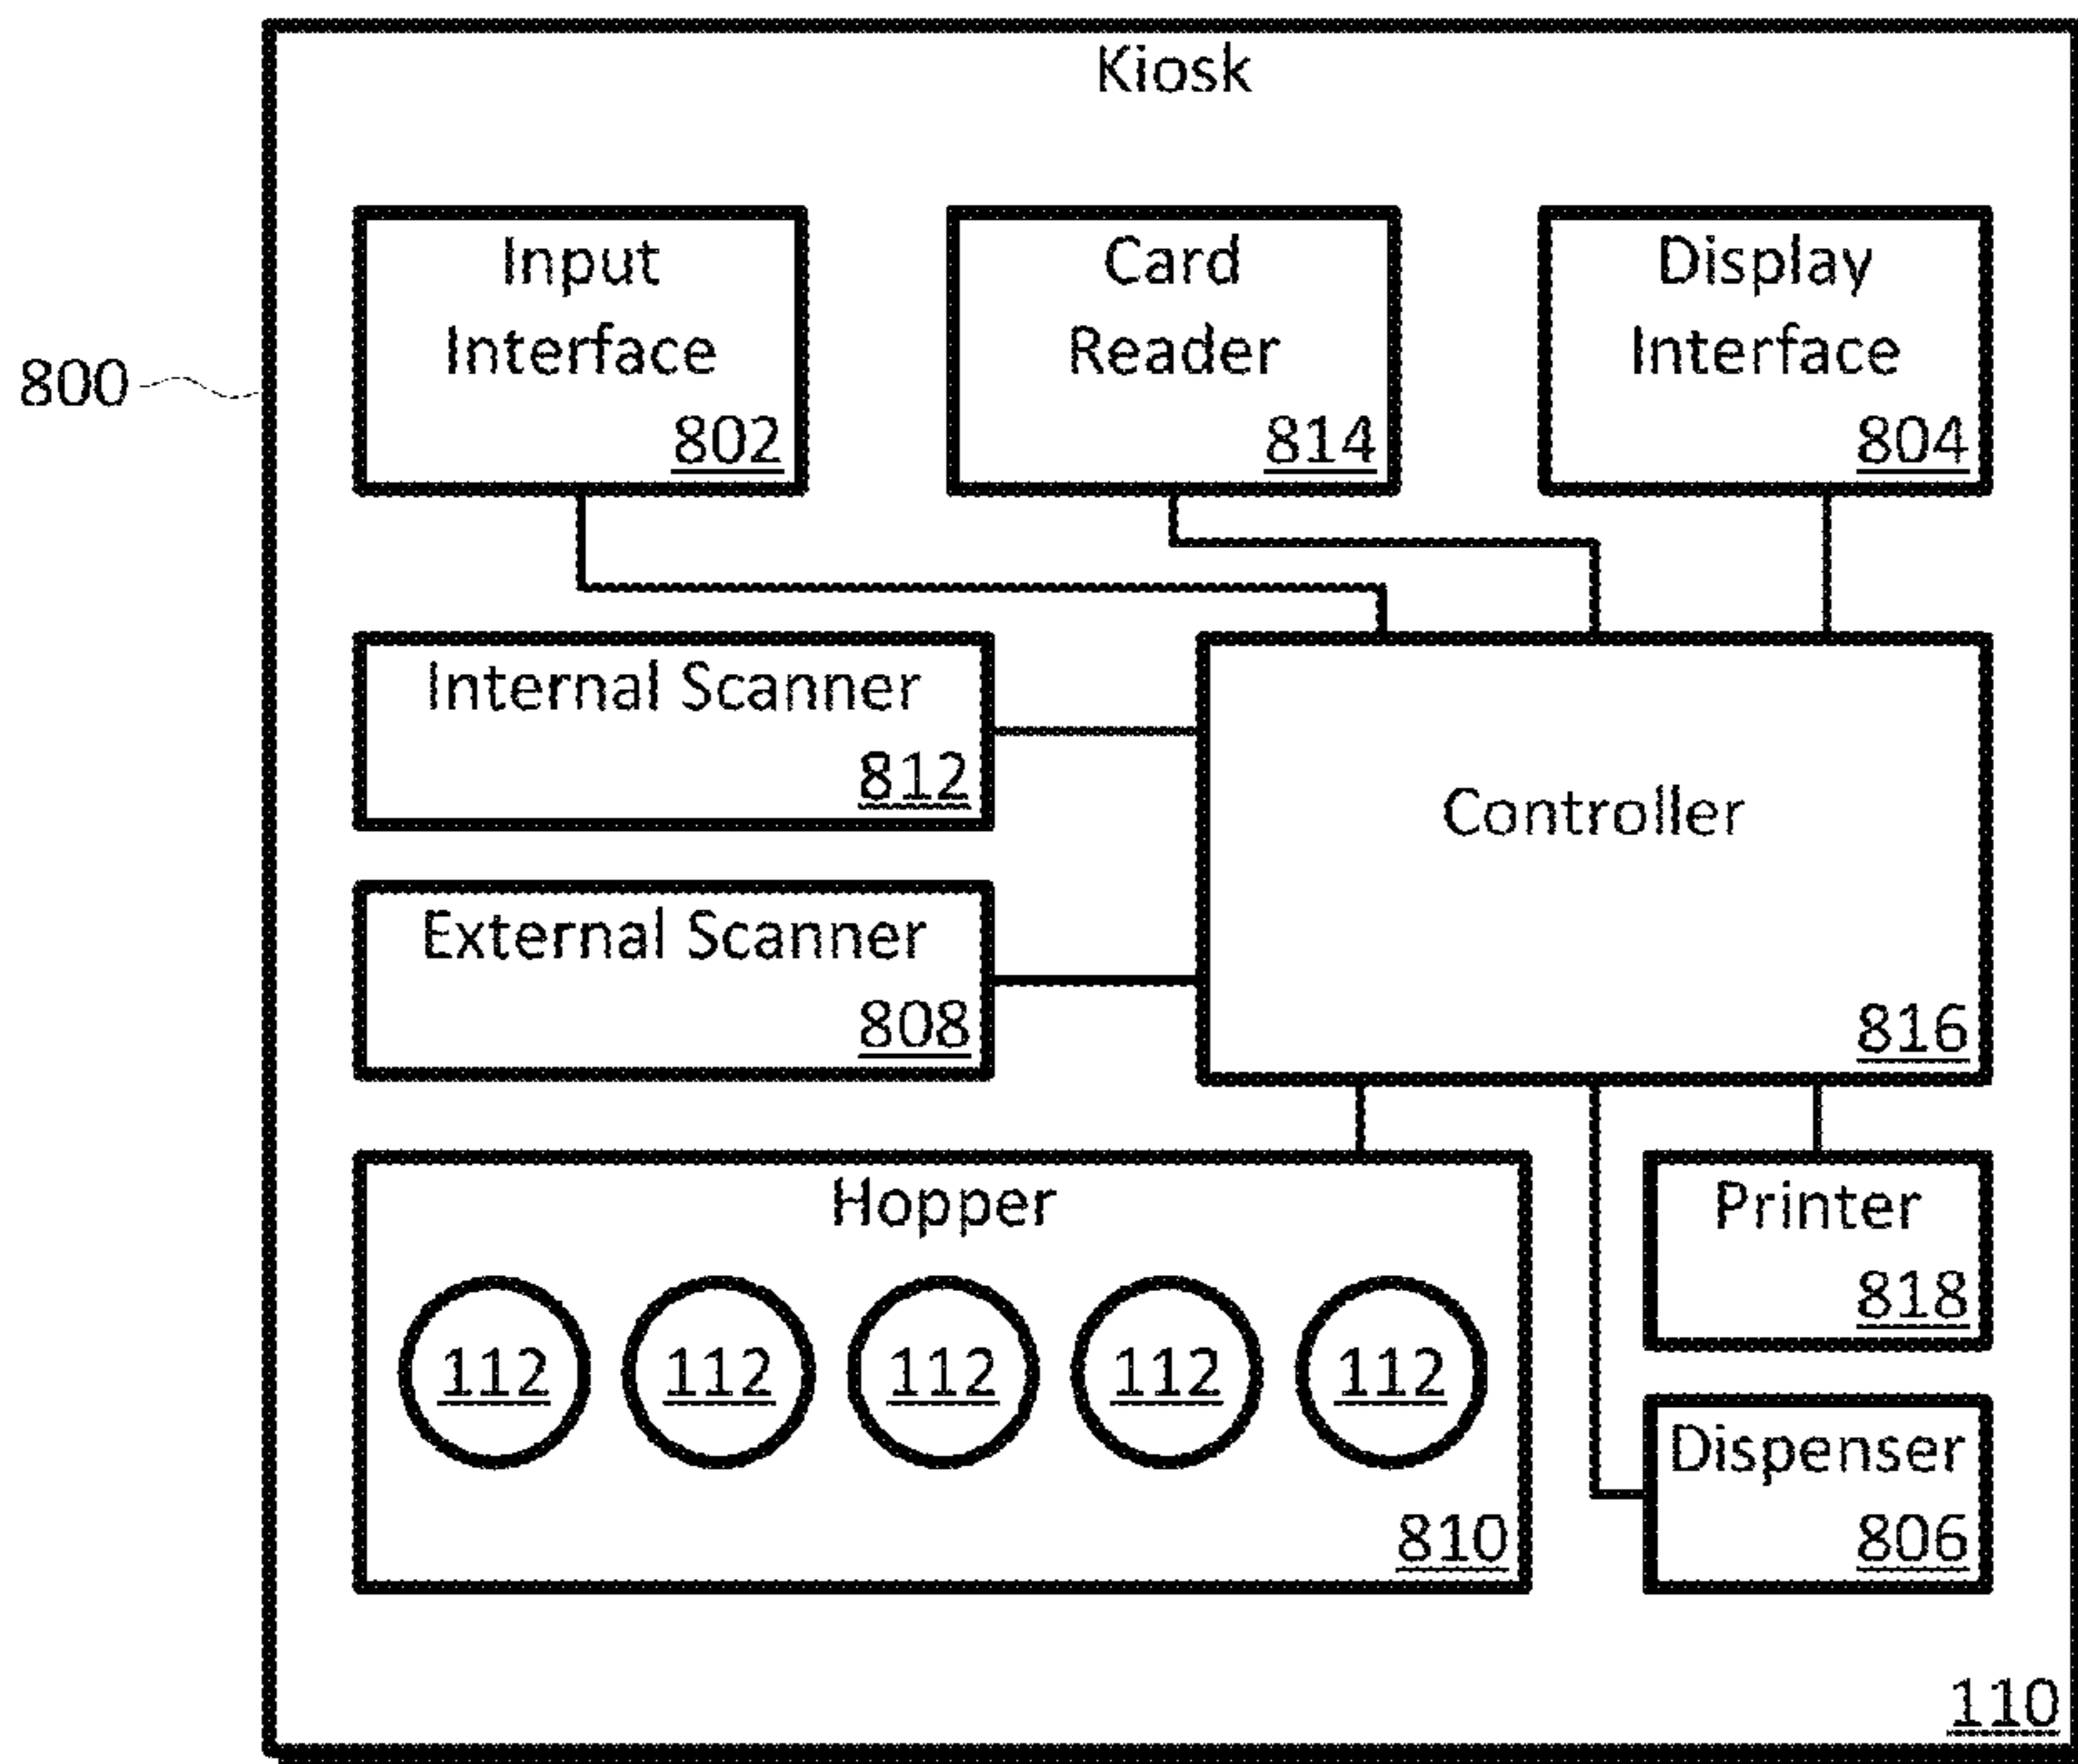 Kiosk
Input
Interface
802
Card
Reader
814
Display
Interface
804
800
Internal Scanner
812
Controller
816
External Scanner
808
Hopper
112 112 112 112 112
810
Printer
818
Dispenser
806
110